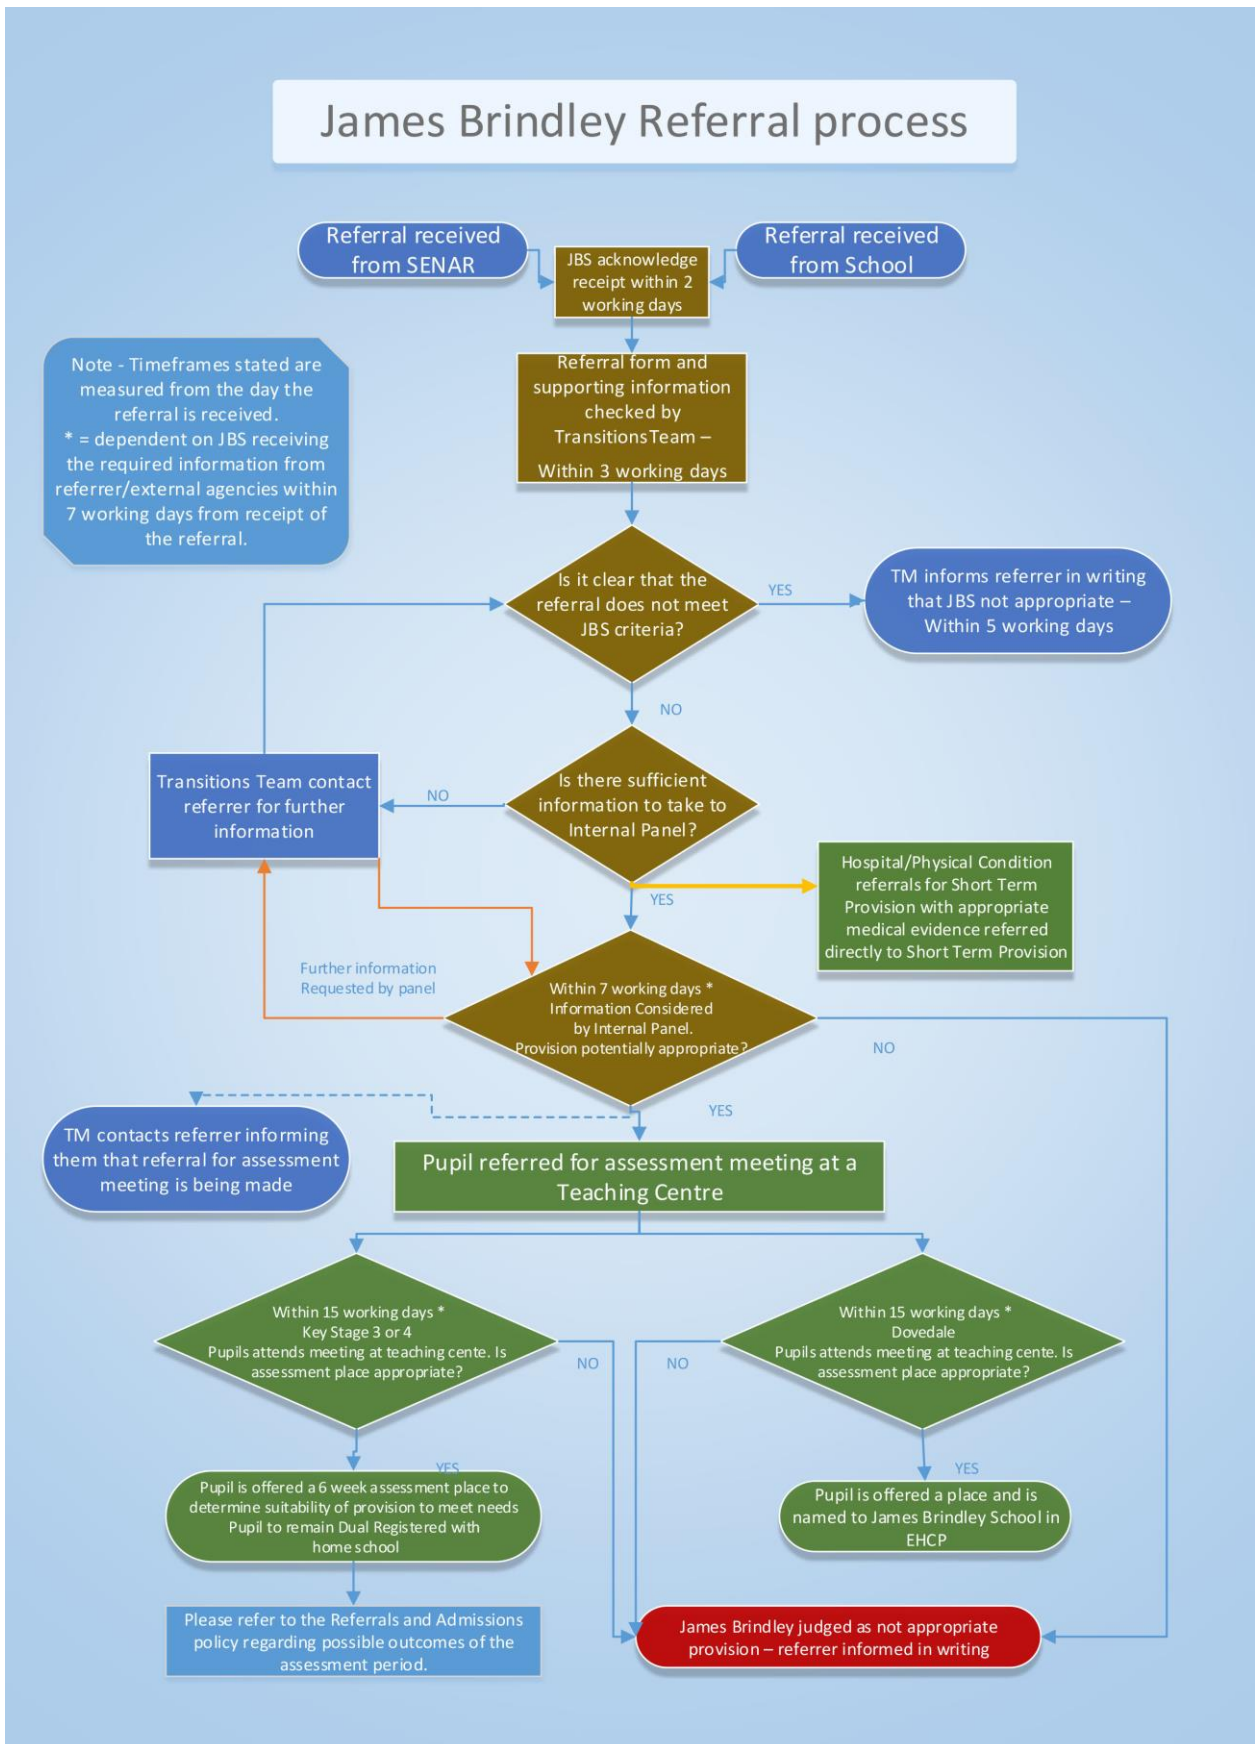 James Brindley Referral process
Referral received
from SENAR
Referral received
from School
JBS acknowledge
receipt within 2
working days
Note - Timeframes stated are
measured from the day the
referral is received.
* = dependent on JBS receiving
the required information from
referrer/external agencies within
7 working days from receipt of
the referral.
Referral form and
supporting information
checked by
TransitionsTeam –
Within 3 working days
Is it clear that the
referral does not meet
JBS criteria?
YES
TM informs referrer in writing
that JBS not appropriate –
Within 5 working days
NO
Transitions Team contact
referrer for further
information
NO
Is there sufficient
information to take to
Internal Panel?
YES
Hospital/Physical Condition
referrals for Short Term
Provision with appropriate
medical evidence referred
directly to Short Term Provision
Further information
Requested by panel
Within 7 working days *
Information Considered
by Internal Panel.
Provision potentially appropriate?
NO
YES
TM contacts referrer informing
them that referral for assessment
meeting is being made
Pupil referred for assessment meeting at a
Teaching Centre
Within 15 working days *
Key Stage 3 or 4
Pupils attends meeting at teaching cente. Is
assessment place appropriate?
NO
Within 15 working days *
Dovedale
Pupils attends meeting at teaching cente. Is
assessment place appropriate?
NO
YES
Pupil is offered a 6 week assessment place to
determine suitability of provision to meet needs
Pupil to remain Dual Registered with
home school
YES
Pupil is offered a place and is
named to James Brindley School in
EHCP
Please refer to the Referrals and Admissions
policy regarding possible outcomes of the
assessment period.
James Brindley judged as not appropriate
provision – referrer informed in writing